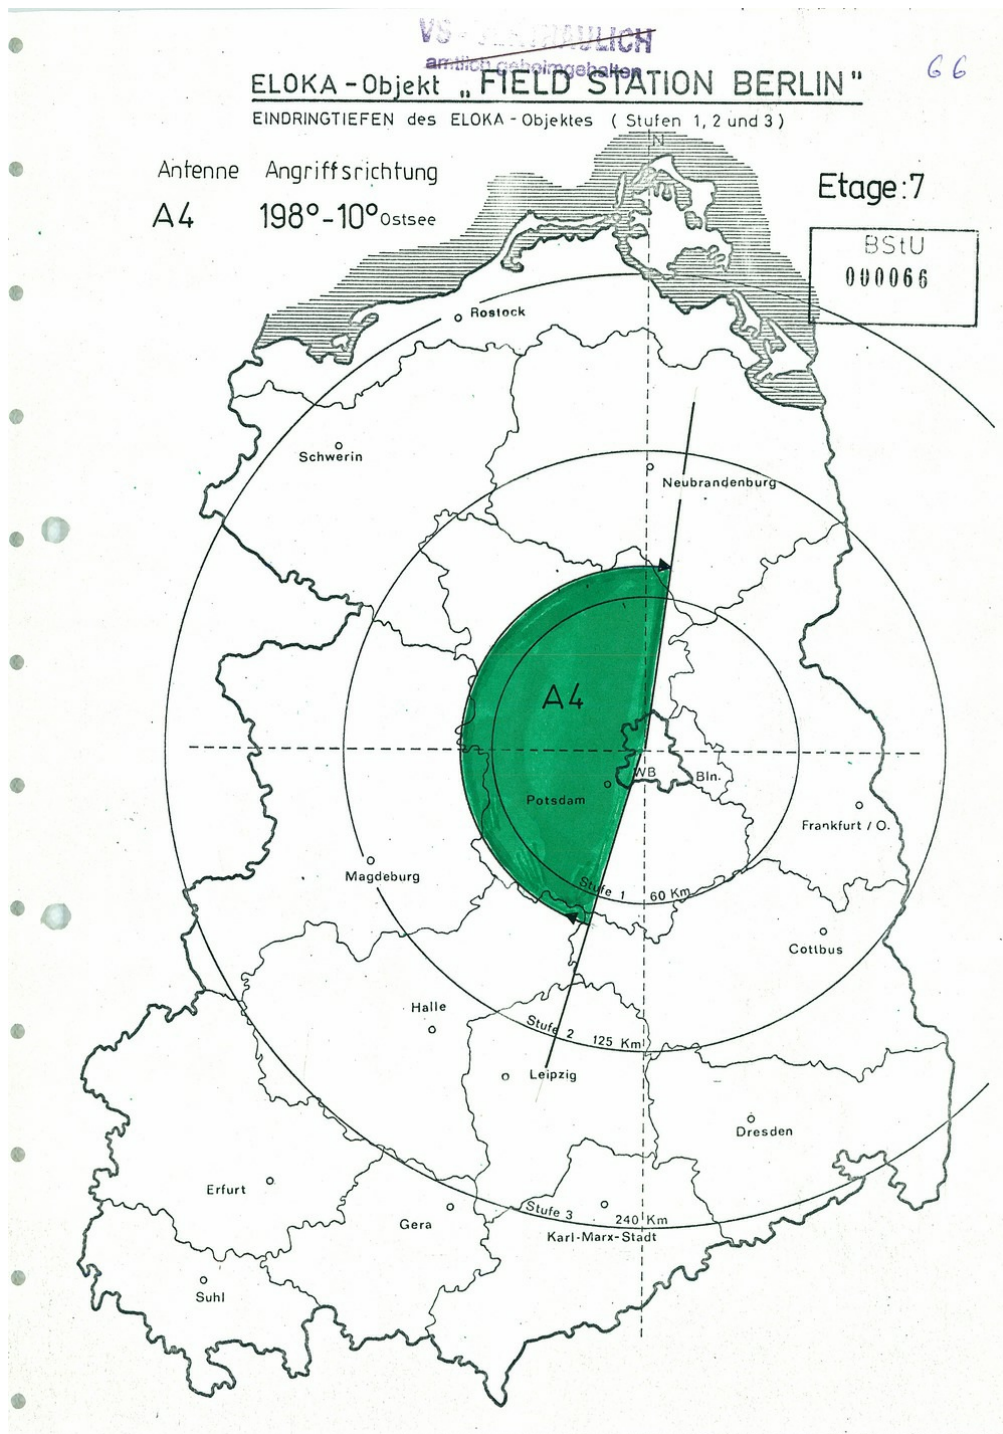 VS - VERTRAULICH
amtlich geheimgehalten
66
ELOKA - Objekt „FIELD STATION BERLIN"
EINDRINGTIEFEN des ELOKA - Objektes ( Stufen 1, 2 und 3 )
N
Antenne Angriffsrichtung
A4 198°-10° Ostsee
Etage:7
BStU
000066
Rostock
Schwerin
Neubrandenburg
A4
WB
Bln.
Potsdam
Frankfurt / O.
Magdeburg
Stufe 1 60 Km
Cottbus
Halle
Stufe 2 125 Km
Leipzig
Dresden
Erfurt
Gera
Stufe 3 240 Km
Karl-Marx-Stadt
Suhl